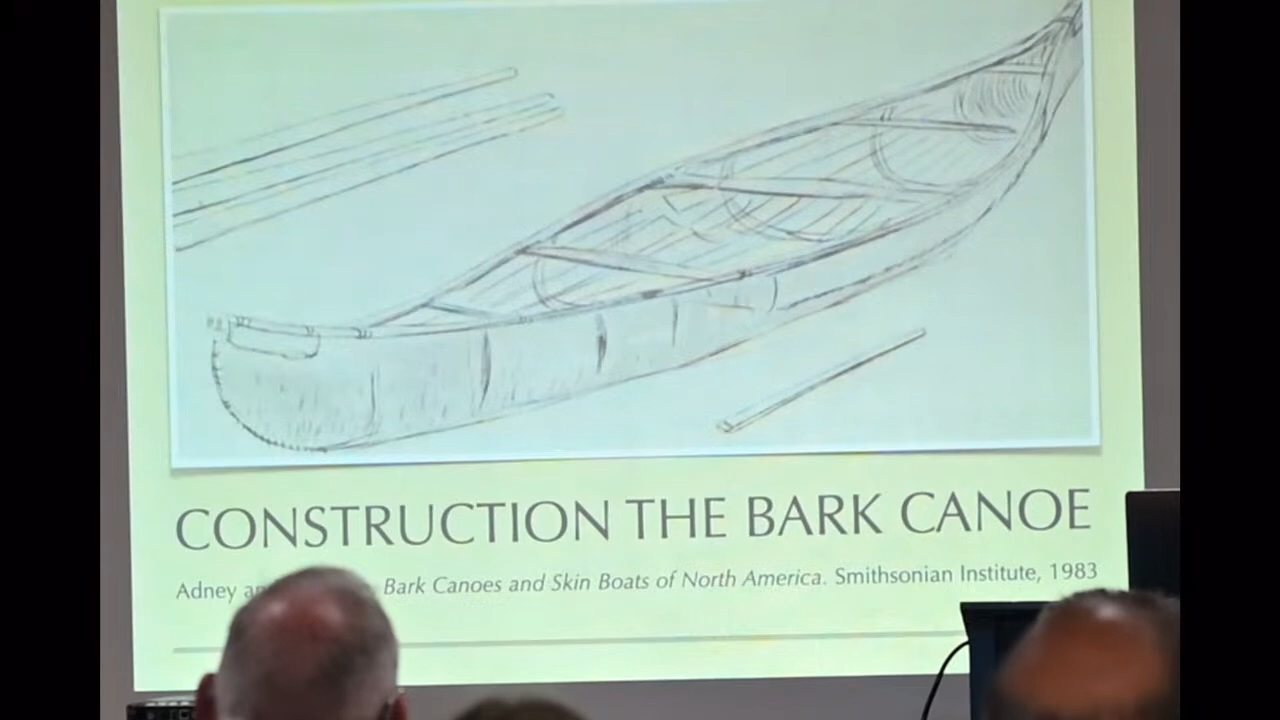 CONSTRUCTION THE BARK CANOE
Adney Bark Canoes and Skin Boats of North America. Smithsonian Institute, 1983